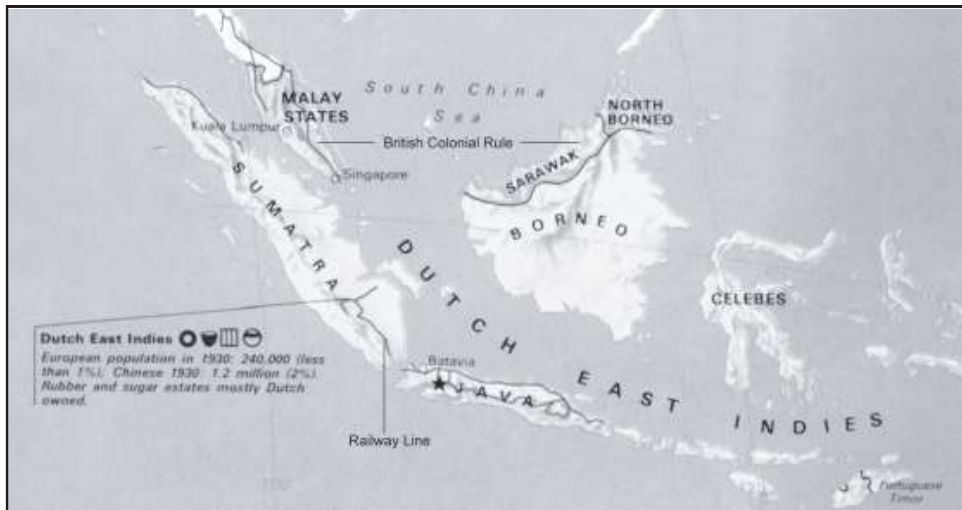 South China
Sea
MALAY
STATES
NORTH
BORNEO
Kuala Lumpur
British Colonial Rule
Singapore
SARAWAK
SUMATRA
BORNEO
DUTCH
EAST INDIES
CELEBES
Dutch East Indies
European population in 1930: 240,000 (less
than 1%); Chinese 1930: 1.2 million (2%).
Rubber and sugar estates mostly Dutch
owned.
Batavia
JAVA
Railway Line
Portuguese
Timor